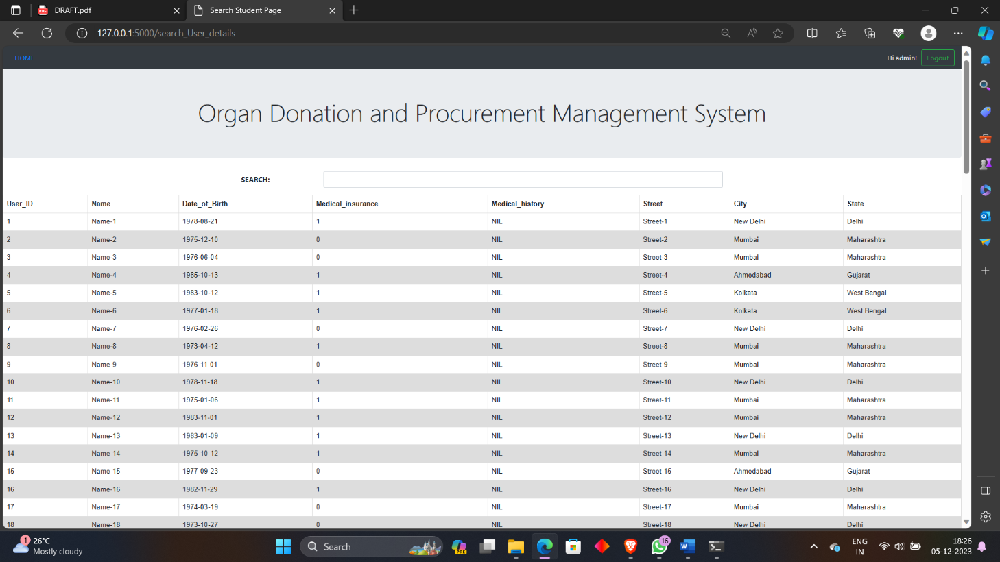 DRAFT.pdf Search Student Page
127.0.0.1:5000/search_User_details
HOME Hi admin! Logout
Organ Donation and Procurement Management System
SEARCH:
User_ID Name Date_of_Birth Medical_insurance Medical_history Street City State
1 Name-1 1978-08-21 1 NIL Street-1 New Delhi Delhi
2 Name-2 1975-12-10 0 NIL Street-2 Mumbai Maharashtra
3 Name-3 1976-06-04 0 NIL Street-3 Mumbai Maharashtra
4 Name-4 1985-10-13 1 NIL Street-4 Ahmedabad Gujarat
5 Name-5 1983-10-12 1 NIL Street-5 Kolkata West Bengal
6 Name-6 1977-01-18 1 NIL Street-6 Kolkata West Bengal
7 Name-7 1976-02-26 0 NIL Street-7 New Delhi Delhi
8 Name-8 1973-04-12 1 NIL Street-8 Mumbai Maharashtra
9 Name-9 1976-11-01 0 NIL Street-9 Mumbai Maharashtra
10 Name-10 1978-11-18 1 NIL Street-10 New Delhi Delhi
11 Name-11 1975-01-06 1 NIL Street-11 Mumbai Maharashtra
12 Name-12 1983-11-01 1 NIL Street-12 Mumbai Maharashtra
13 Name-13 1983-01-09 1 NIL Street-13 New Delhi Delhi
14 Name-14 1975-10-12 1 NIL Street-14 Mumbai Maharashtra
15 Name-15 1977-09-23 0 NIL Street-15 Ahmedabad Gujarat
16 Name-16 1982-11-29 1 NIL Street-16 New Delhi Delhi
17 Name-17 1974-03-19 0 NIL Street-17 Mumbai Maharashtra
18 Name-18 1973-10-27 0 NIL Street-18 New Delhi Delhi
1 26°C
Mostly cloudy
Search
PRE
16
ENG
IN
18:26
05-12-2023